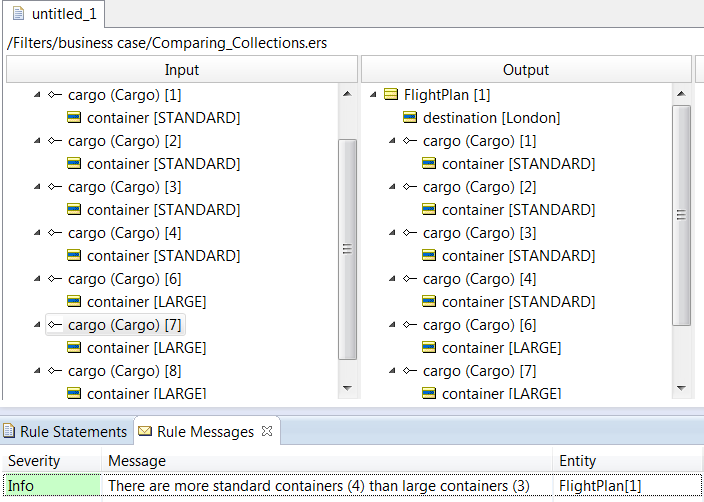 untitled_1
/Filters/business case/Comparing_Collections.ers
Input
cargo (Cargo) [1]
container [STANDARD]
cargo (Cargo) [2]
container [STANDARD]
cargo (Cargo) [3]
container [STANDARD]
cargo (Cargo) [4]
container [STANDARD]
cargo (Cargo) [6]
container [LARGE]
cargo (Cargo) [7]
container [LARGE]
cargo (Cargo) [8]
container [LARGE]
Output
FlightPlan [1]
destination [London]
cargo (Cargo) [1]
container [STANDARD]
cargo (Cargo) [2]
container [STANDARD]
cargo (Cargo) [3]
container [STANDARD]
cargo (Cargo) [4]
container [STANDARD]
cargo (Cargo) [6]
container [LARGE]
cargo (Cargo) [7]
container [LARGE]
Rule Statements Rule Messages
Severity Message Entity
Info There are more standard containers (4) than large containers (3) FlightPlan[1]